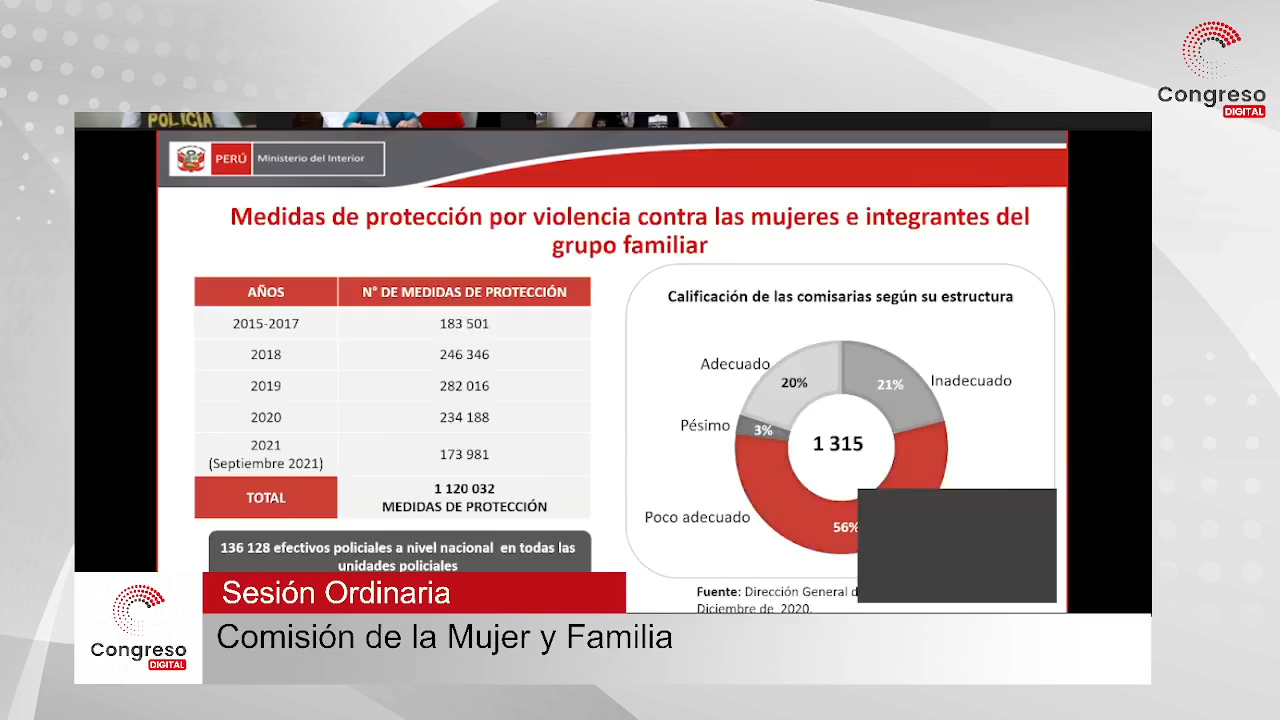 Congreso
DIGITAL
POLICIA
PERÚ Ministerio del Interior
Medidas de protección por violencia contra las mujeres e integrantes del
grupo familiar
AÑOS N° DE MEDIDAS DE PROTECCIÓN
2015-2017 183 501
2018 246 346
2019 282 016
2020 234 188
2021
(Septiembre 2021) 173 981
TOTAL 1 120 032
MEDIDAS DE PROTECCIÓN
136 128 efectivos policiales a nivel nacional en todas las
unidades policiales
Calificación de las comisarias según su estructura
Adecuado 20% 21% Inadecuado
Pésimo 3% 1 315
Poco adecuado 56%
Fuente: Dirección General
Diciembre de 2020.
Sesión Ordinaria
Comisión de la Mujer y Familia
Congreso
DIGITAL